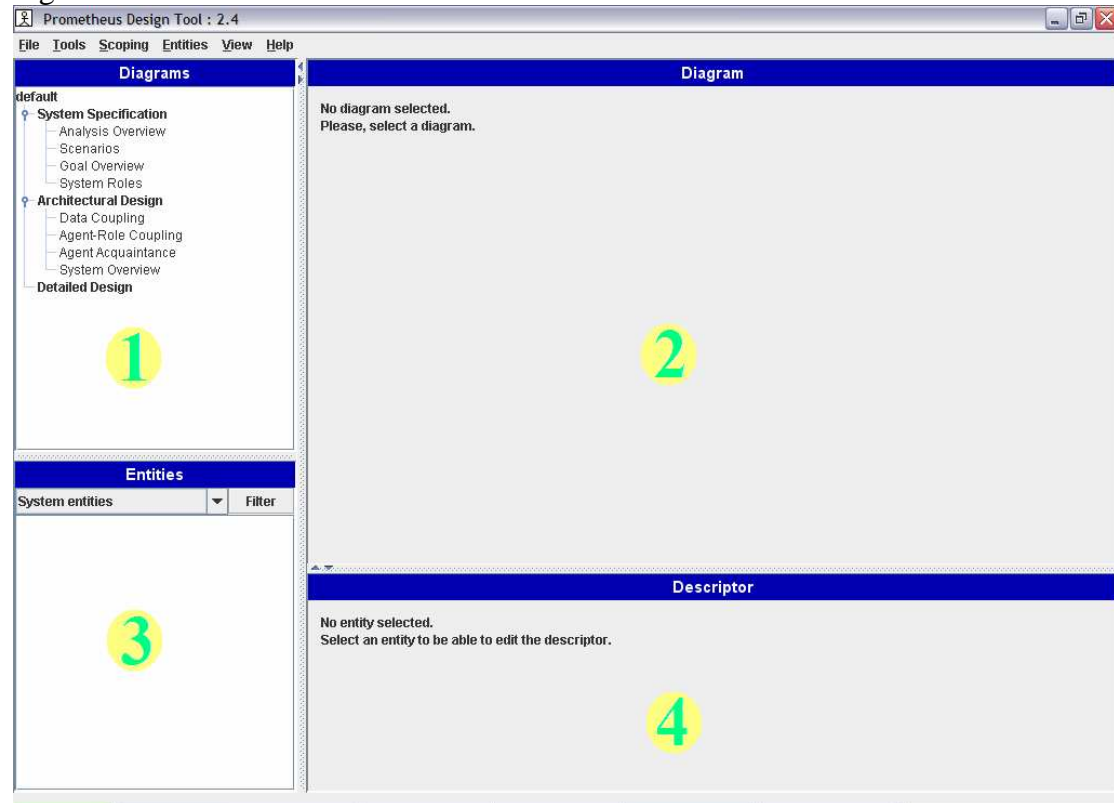 Prometheus Design Tool : 2.4
File Tools Scoping Entities View Help
Diagrams
default
System Specification
Analysis Overview
Scenarios
Goal Overview
System Roles
Architectural Design
Data Coupling
Agent-Role Coupling
Agent Acquaintance
System Overview
Detailed Design
1
Diagram
No diagram selected.
Please, select a diagram.
2
Entities
System entities Filter
3
Descriptor
No entity selected.
Select an entity to be able to edit the descriptor.
4